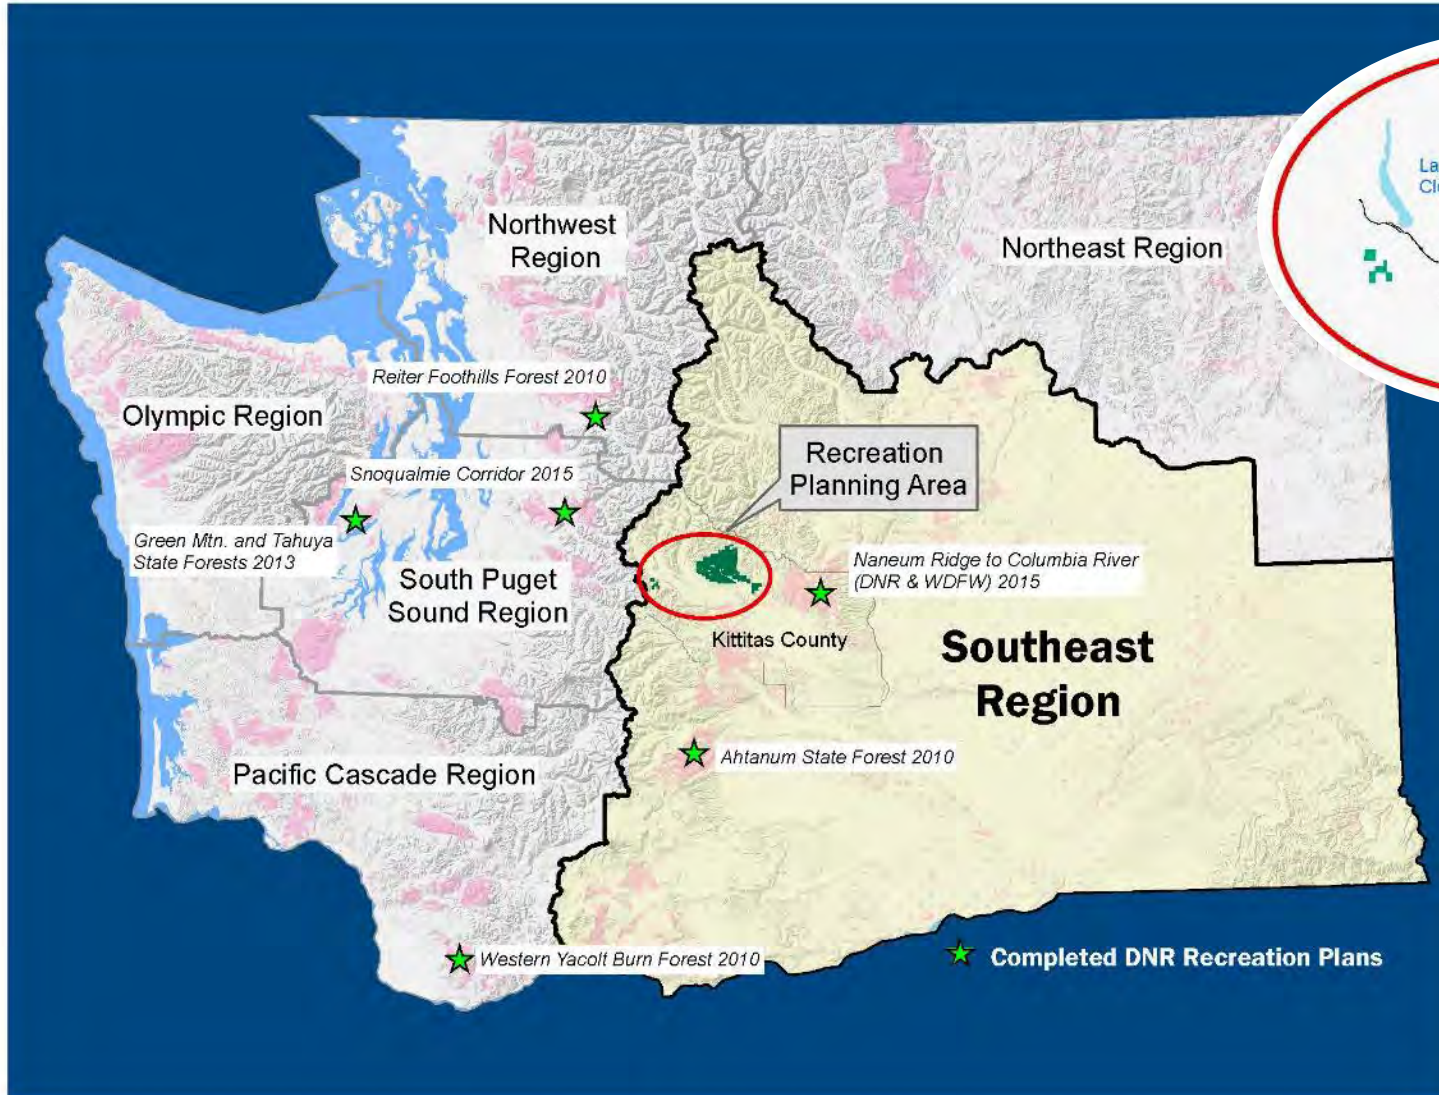 Northwest
Region
Northeast Region
Reiter Foothills Forest 2010
Olympic Region
Recreation
Planning Area
Snoqualmie Corridor 2015
Green Mtn. and Tahuya
State Forests 2013
South Puget
Sound Region
Naneum Ridge to Columbia River
(DNR & WDFW) 2015
Kittitas County
Southeast
Region
Ahtanum State Forest 2010
Pacific Cascade Region
Western Yacolt Burn Forest 2010
Completed DNR Recreation Plans